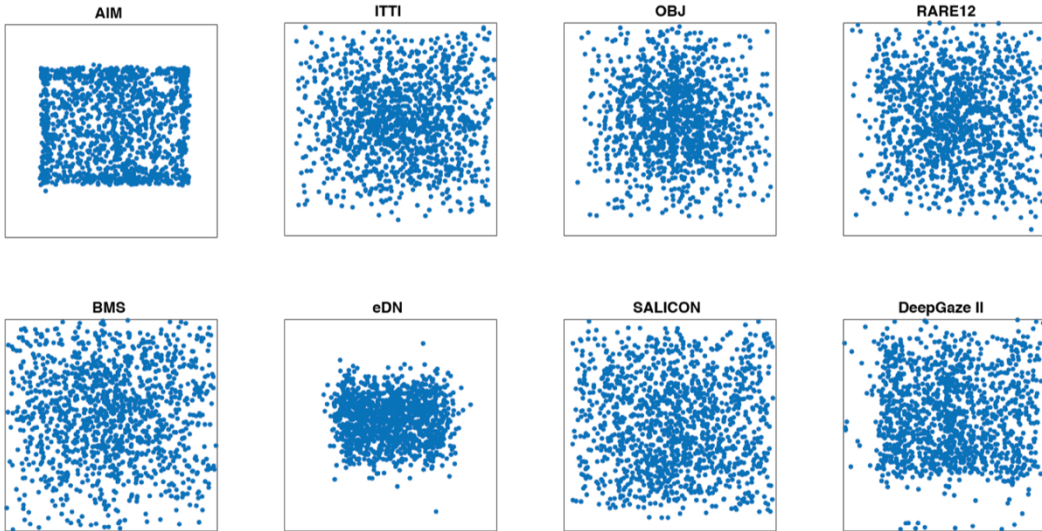 AIM
ITTI
OBJ
RARE12
BMS
eDN
SALICON
DeepGaze II